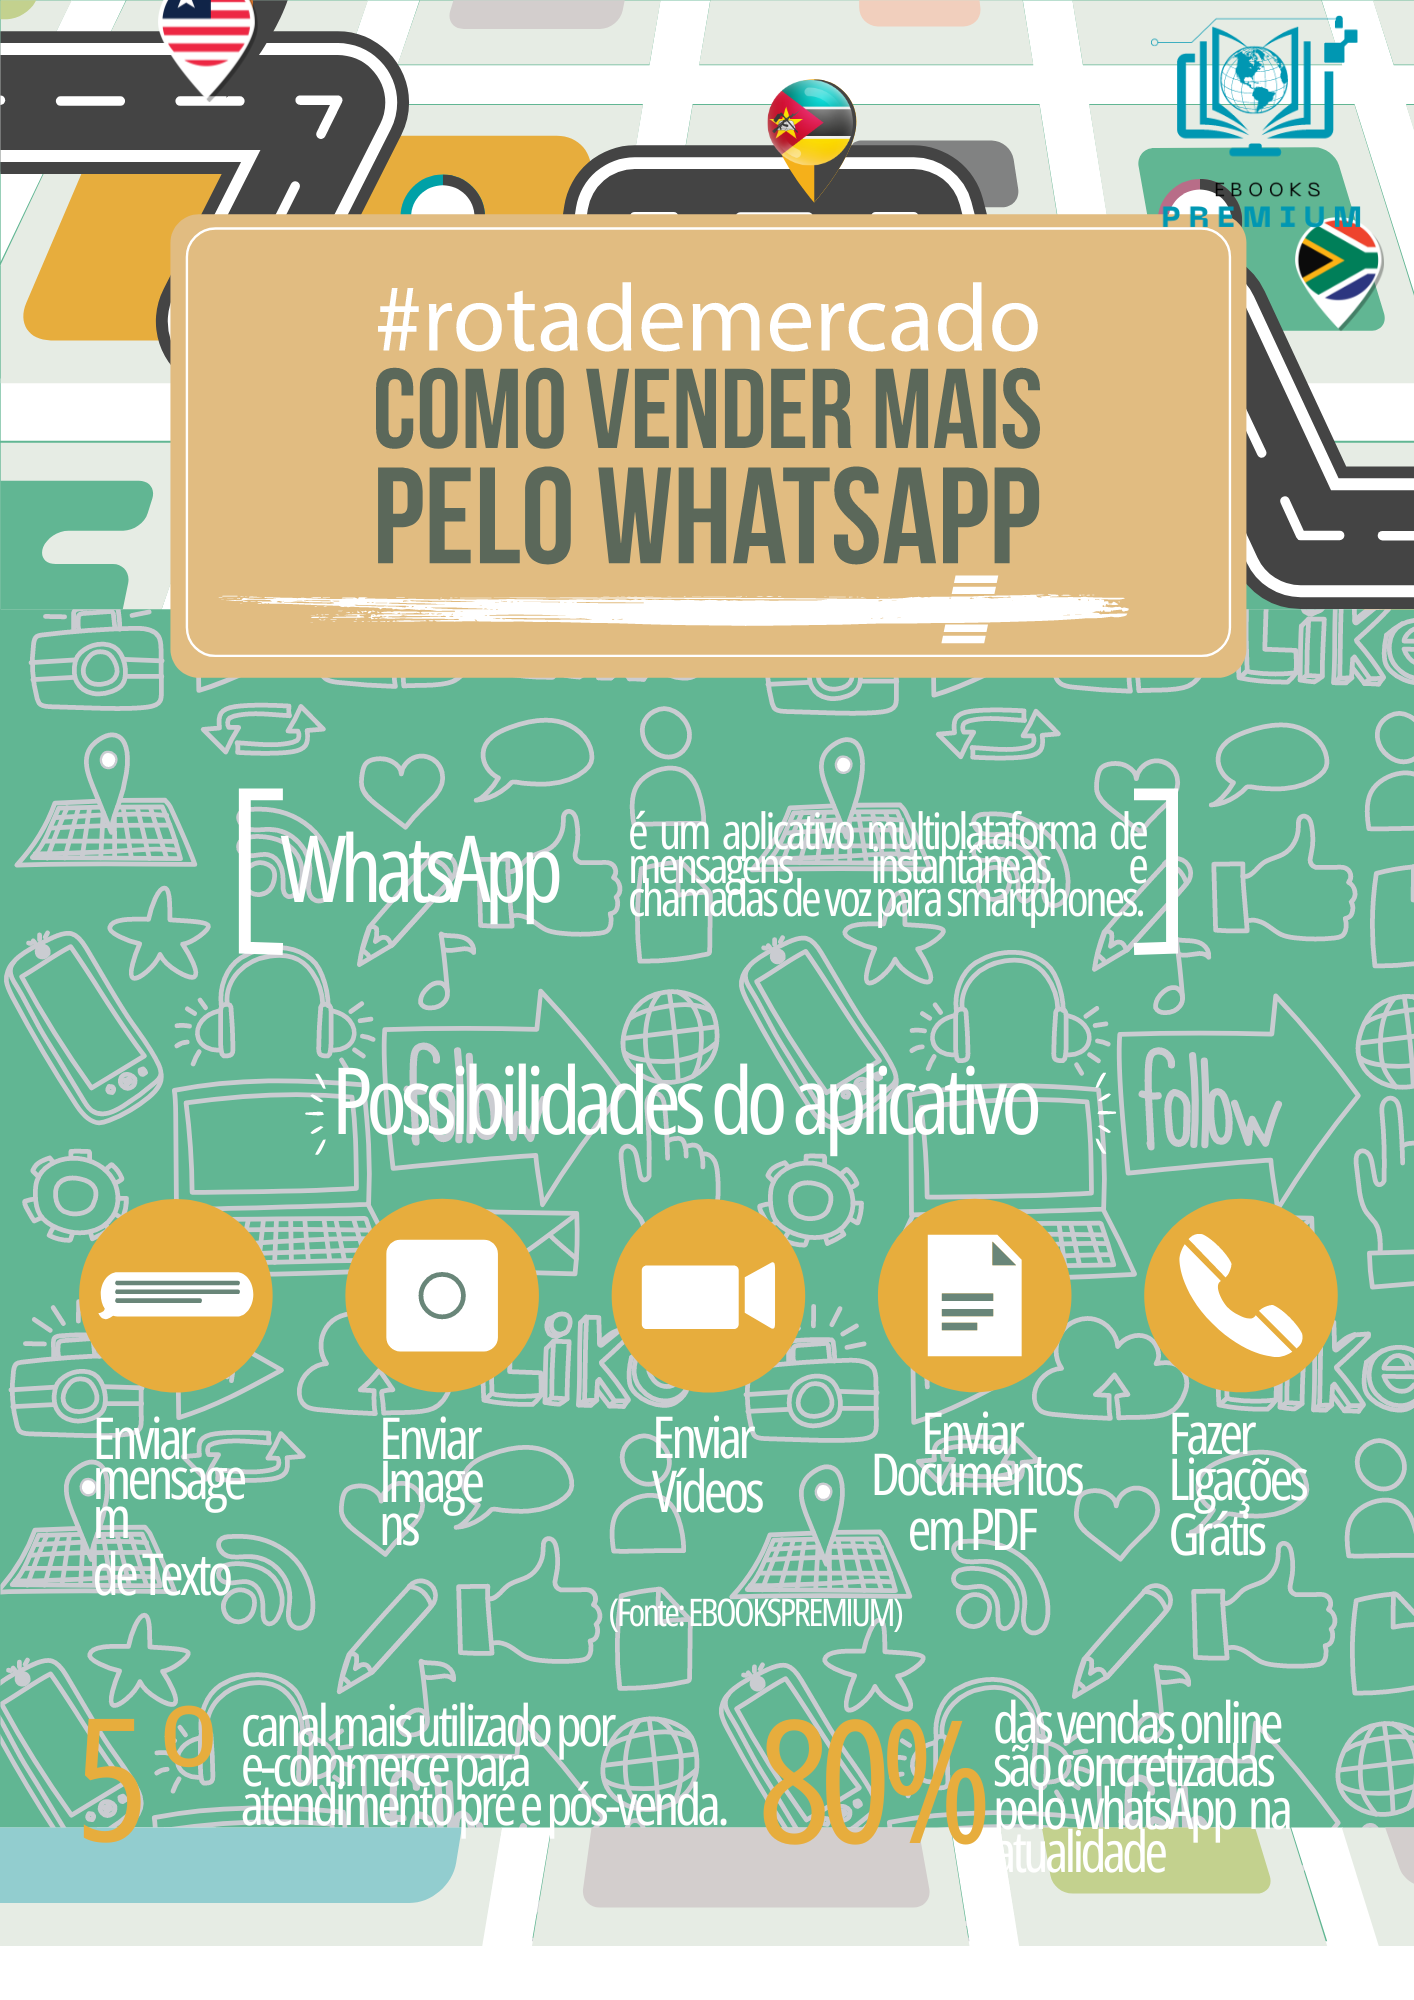 EBOOKS
PREMIUM
#rotademercado
COMO VENDER MAIS
PELO WHATSAPP
WhatsApp
é um aplicativo multiplataforma de
mensagens instantâneas e
chamadas de voz para smartphones.
Possibilidades do aplicativo
Enviar
mensage
m
de Texto
Enviar
Image
ns
Enviar
Vídeos
Enviar
Documentos
em PDF
Fazer
Ligações
Grátis
(Fonte: EBOOKSPREMIUM)
5º
canal mais utilizado por
e-commerce para
atendimento pré e pós-venda.
80%
das vendas online
são concretizadas
pelo whatsApp na
atualidade
Like
follow
follow
Like
Like